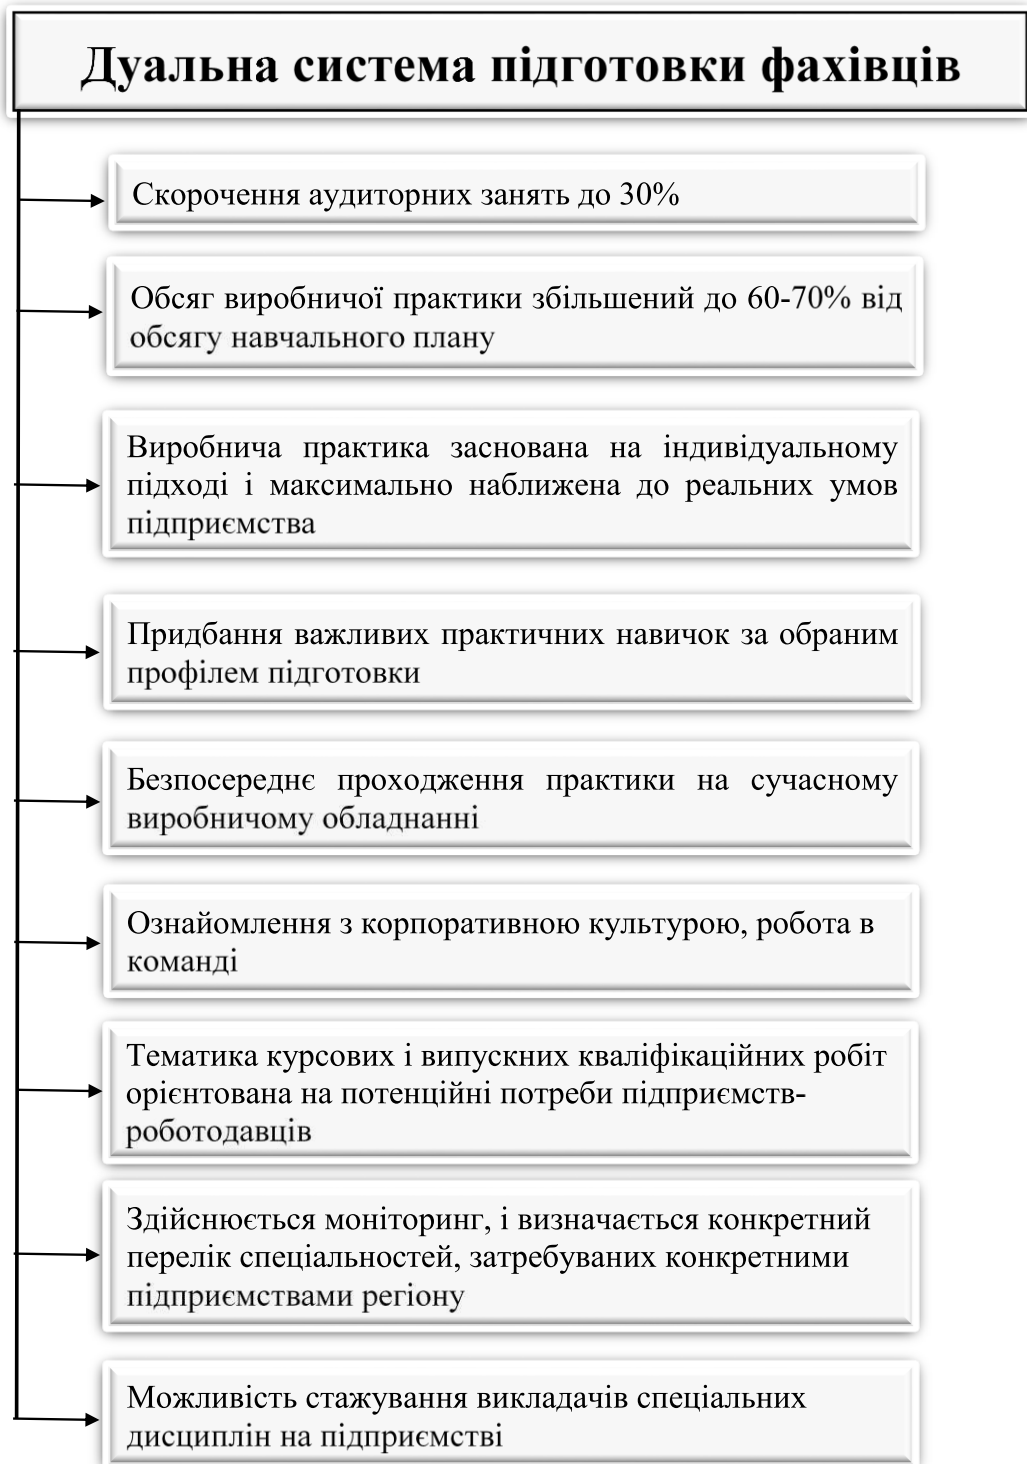 Дуальна система підготовки фахівців
Скорочення аудиторних занять до 30%
Обсяг виробничої практики збільшений до 60-70% від
обсягу навчального плану
Виробнича практика заснована на індивідуальному
підході і максимально наближена до реальних умов
підприємства
Придбання важливих практичних навичок за обраним
профілем підготовки
Безпосереднє проходження практики на сучасному
виробничому обладнанні
Ознайомлення з корпоративною культурою, робота в
команді
Тематика курсових і випускних кваліфікаційних робіт
орієнтована на потенційні потреби підприємств-
роботодавців
Здійснюється моніторинг, і визначається конкретний
перелік спеціальностей, затребуваних конкретними
підприємствами регіону
Можливість стажування викладачів спеціальних
дисциплін на підприємстві